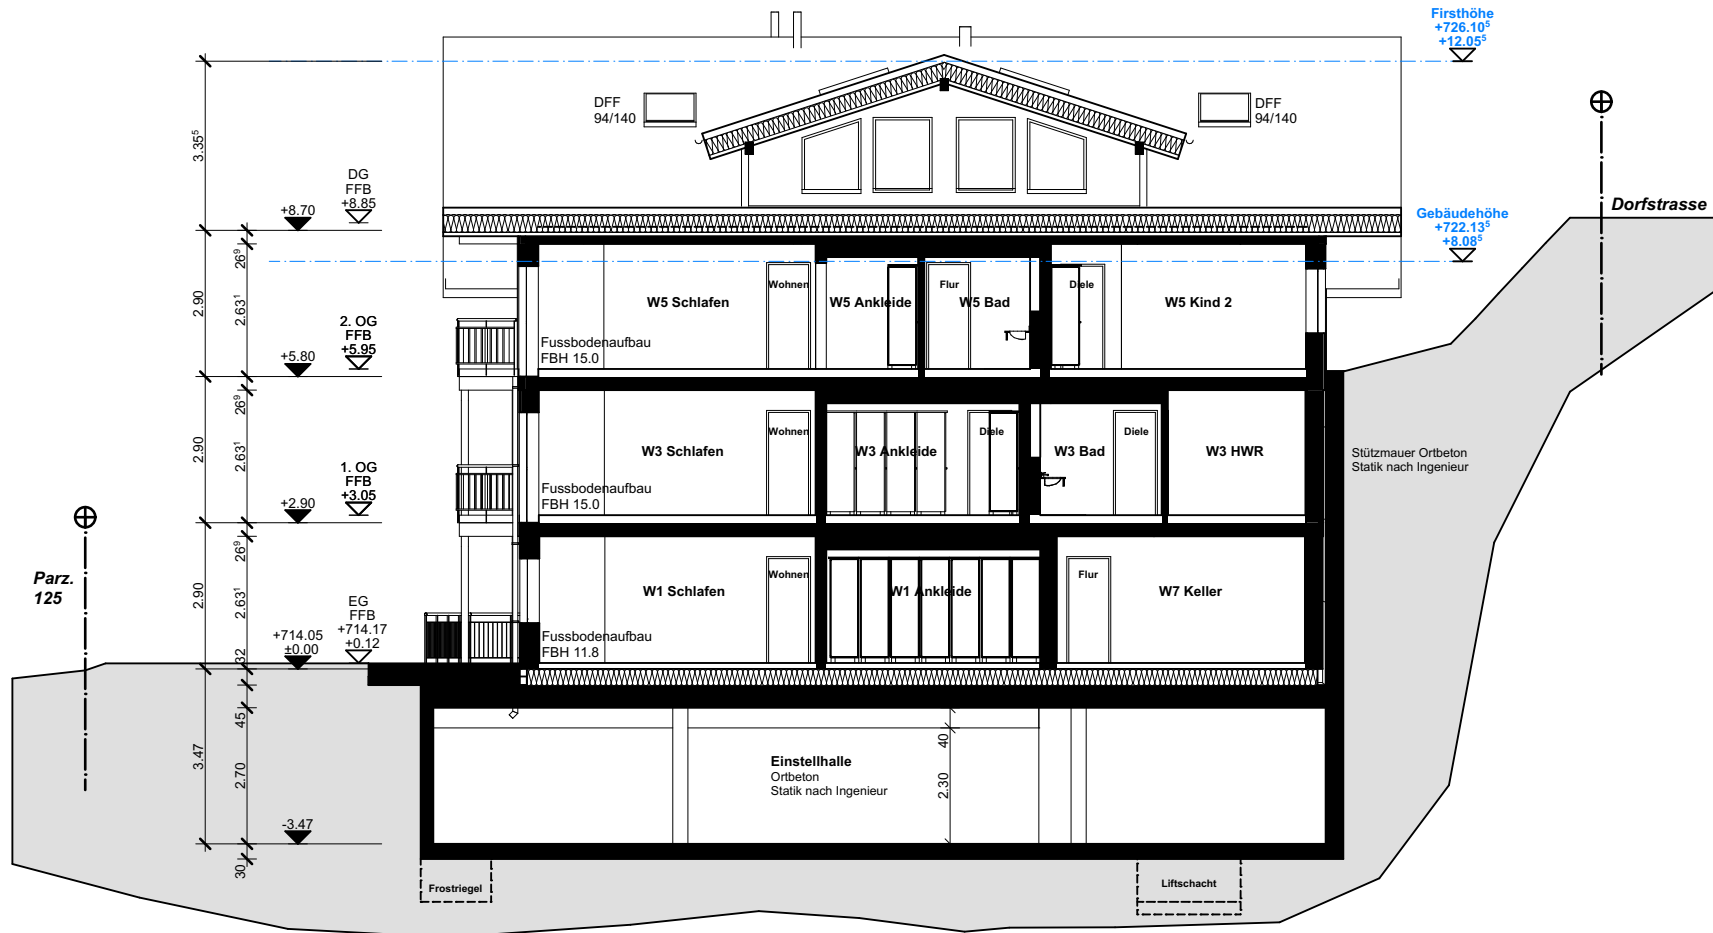 Firsthöhe
+726.10⁵
+12.05⁵
DFF
94/140
DFF
94/140
3.35⁵
DG
FFB
+8.85
+8.70
Dorfstrasse
Gebäudehöhe
+722.13⁵
+8.08⁵
26⁹
2.90
2.63¹
Wohnen
Flur
Diele
W5 Schlafen
W5 Ankleide
W5 Bad
W5 Kind 2
2. OG
FFB
+5.95
+5.80
Fussbodenaufbau
FBH 15.0
26⁹
2.90
2.63¹
Wohnen
Diele
Diele
W3 Schlafen
W3 Ankleide
W3 Bad
W3 HWR
Stützmauer Ortbeton
Statik nach Ingenieur
1. OG
FFB
+3.05
+2.90
Fussbodenaufbau
FBH 15.0
26⁹
2.90
2.63¹
Wohnen
Flur
W1 Schlafen
W1 Ankleide
W7 Keller
Parz.
125
EG
FFB
+714.17
+0.12
+714.05
±0.00
Fussbodenaufbau
FBH 11.8
32
45
3.47
2.70
40
2.30
Einstellhalle
Ortbeton
Statik nach Ingenieur
-3.47
30
Frostriegel
Liftschacht